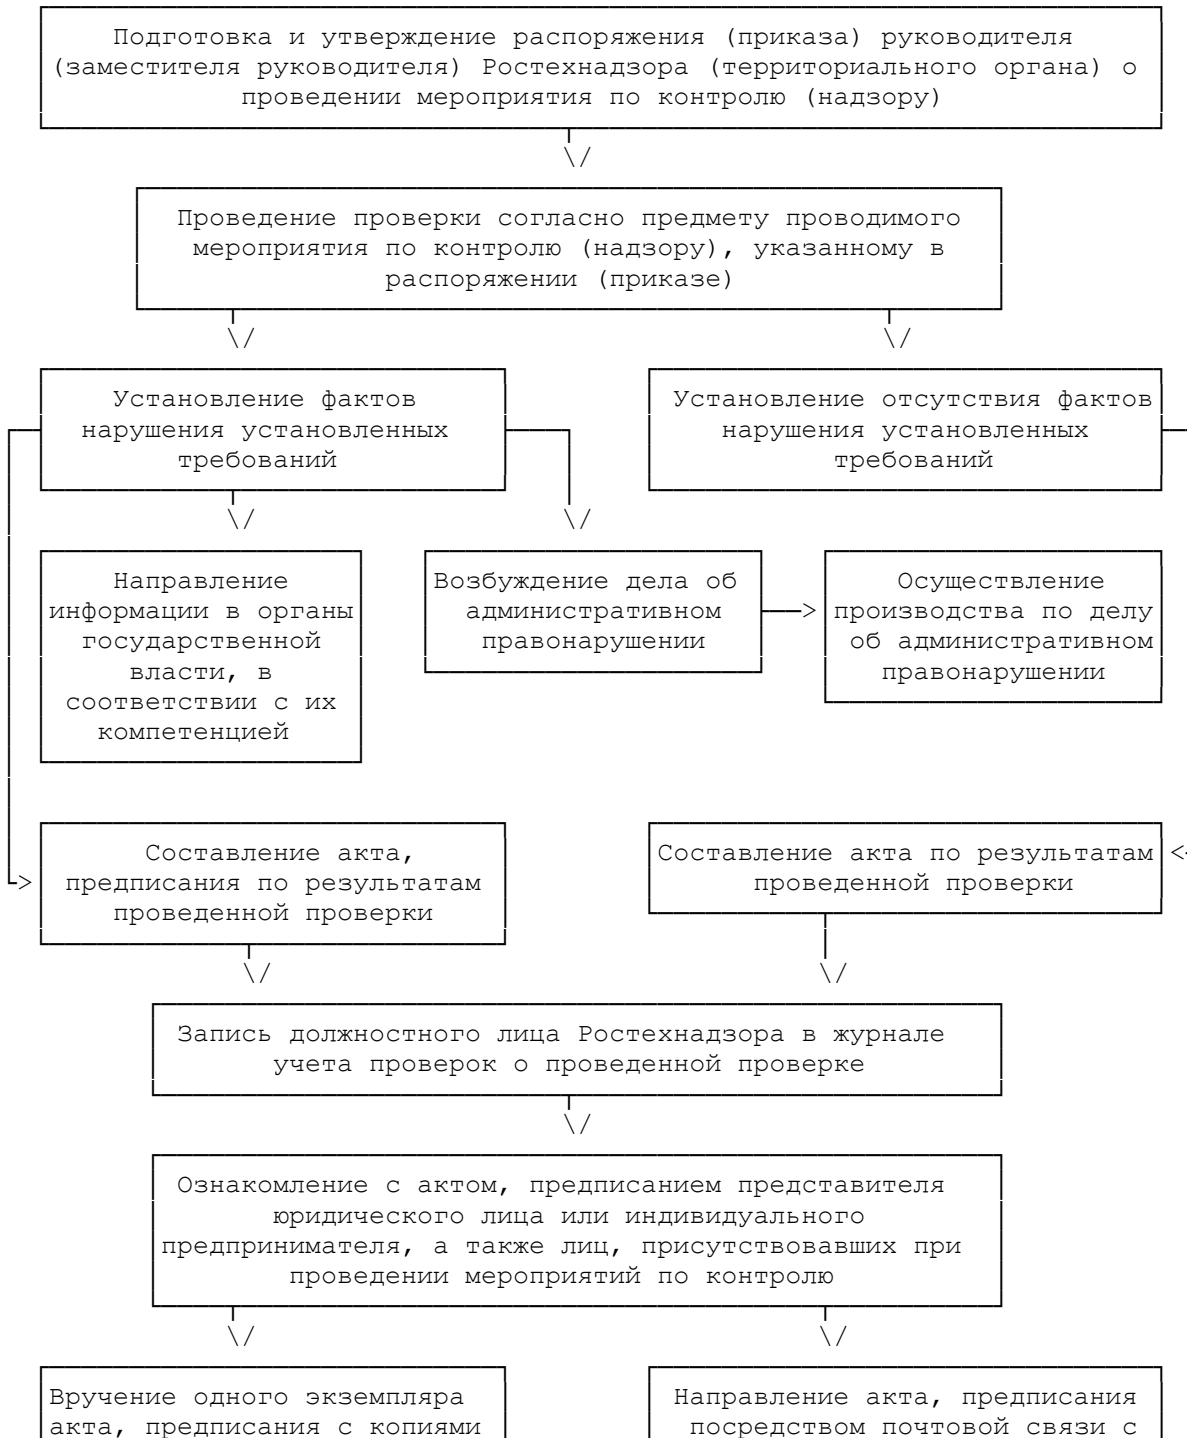 Подготовка и утверждение распоряжения (приказа) руководителя
(заместителя руководителя) Ростехнадзора (территориального органа) о
проведении мероприятия по контролю (надзору)
Проведение проверки согласно предмету проводимого
мероприятия по контролю (надзору), указанному в
распоряжении (приказе)
Установление фактов
нарушения установленных
требований
Установление отсутствия фактов
нарушения установленных
требований
Направление
информации в органы
государственной
власти, в
соответствии с их
компетенцией
Возбуждение дела об
административном
правонарушении
Осуществление
производства по делу
об административном
правонарушении
Составление акта,
предписания по результатам
проведенной проверки
Составление акта по результатам
проведенной проверки
Запись должностного лица Ростехнадзора в журнале
учета проверок о проведенной проверке
Ознакомление с актом, предписанием представителя
юридического лица или индивидуального
предпринимателя, а также лиц, присутствовавших при
проведении мероприятий по контролю
Вручение одного экземпляра
акта, предписания с копиями
Направление акта, предписания
посредством почтовой связи с